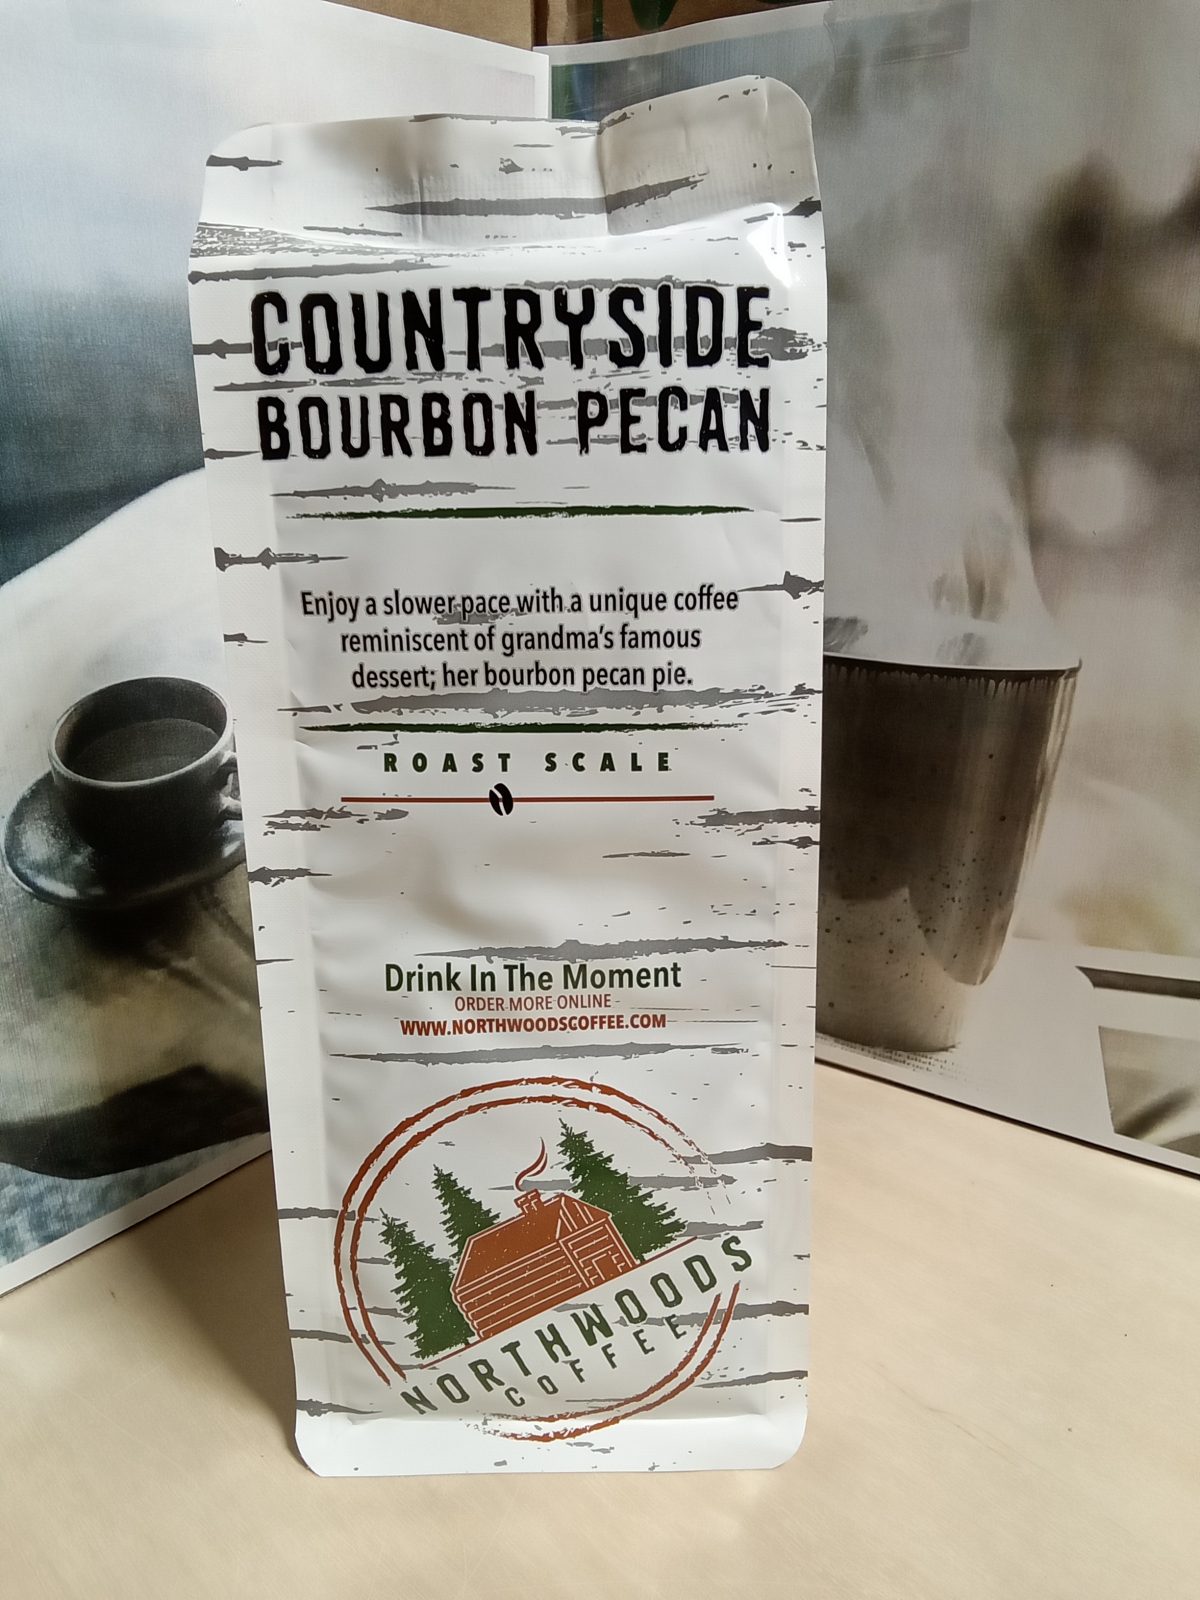 COUNTRYSIDE
BOURBON PECAN
Enjoy a slower pace with a unique coffee
reminiscent of grandma's famous
dessert; her bourbon pecan pie.
ROAST SCALE
Drink In The Moment
ORDER MORE ONLINE
WWW.NORTHWOODSCOFFEE.COM
NORTHWOODS
COFFEE